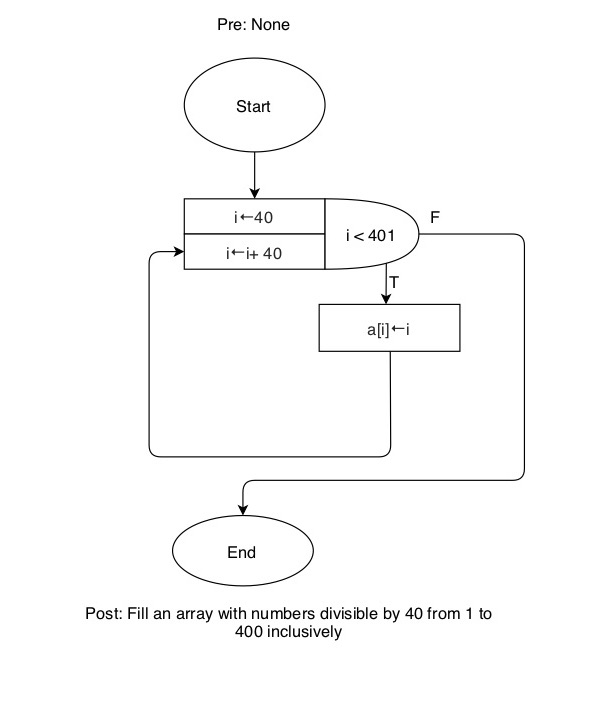 Pre: None
Start
i←40
i←i+ 40
i < 401
F
T
a[i]←i
End
Post: Fill an array with numbers divisible by 40 from 1 to
400 inclusively